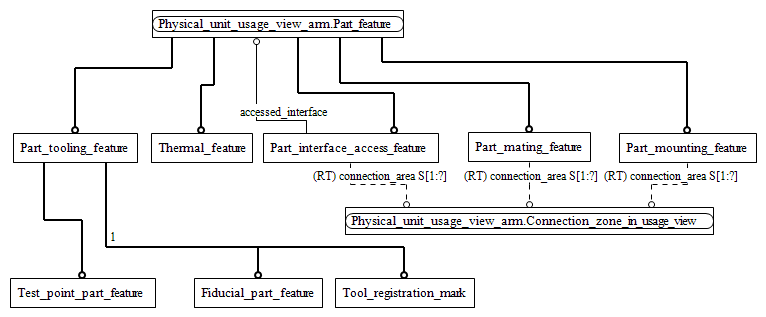 Physical_unit_usage_view_arm.Part_feature
accessed_interface
Part_tooling_feature
Thermal_feature
Part_interface_access_feature
Part_mating_feature
Part_mounting_feature
(RT) connection_area S[1:?]
(RT) connection_area S[1:?]
(RT) connection_area S[1:?]
Physical_unit_usage_view_arm.Connection_zone_in_usage_view
1
Test_point_part_feature
Fiducial_part_feature
Tool_registration_mark